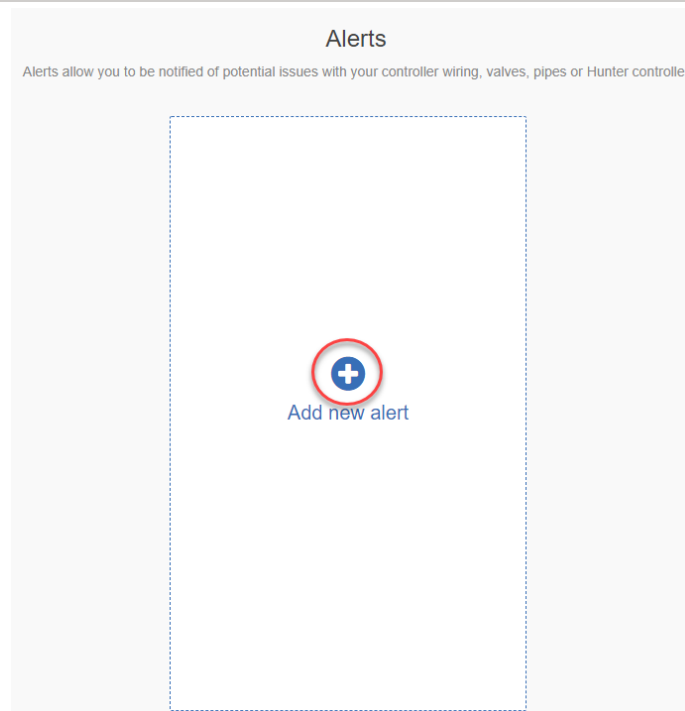 Alerts
Alerts allow you to be notified of potential issues with your controller wiring, valves, pipes or Hunter controlle
Add new alert